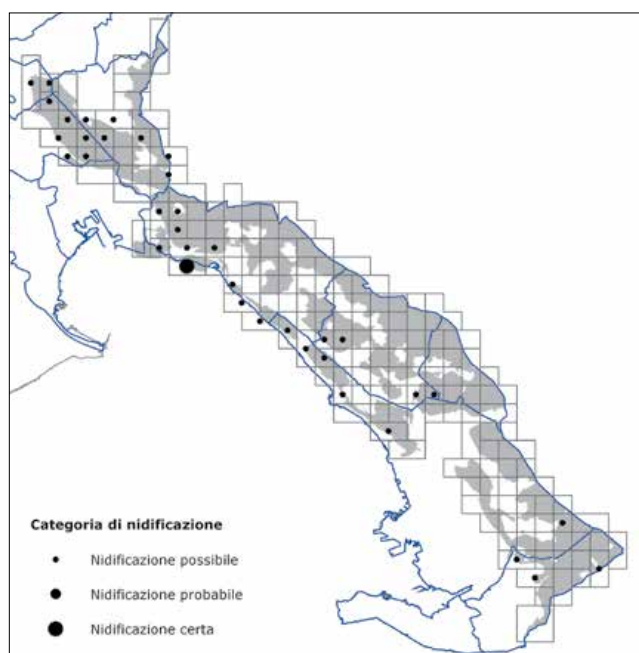 Categoria di nidificazione
Nidificazione possibile
Nidificazione probabile
Nidificazione certa